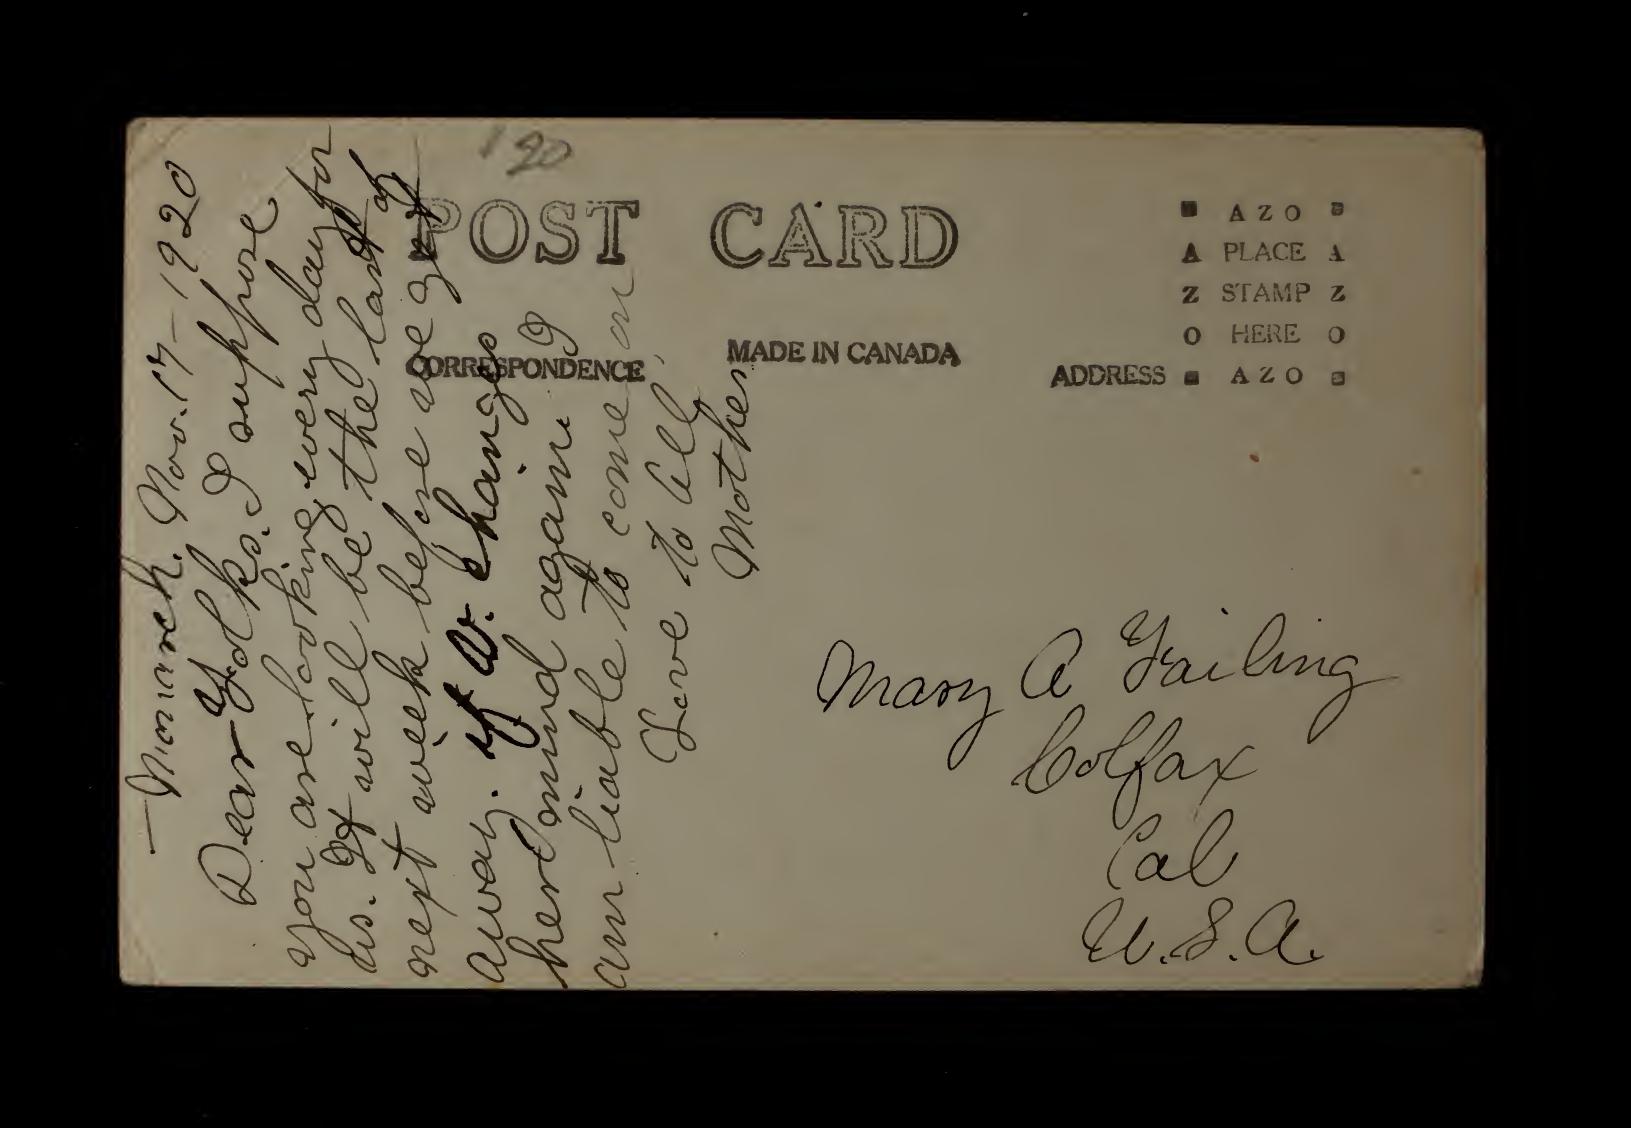 1 20
POST CARD
CORRESPONDENCE
MADE IN CANADA
ADDRESS
AZO
A PLACE A
Z STAMP Z
O HERE O
AZO
Monarch. Nov. 17 - 1920
Dear Folks. I suppose
you are looking every day for
us. It will be the last of
next week before we get
away. if W. changes
her mind again I
am liable to come on
Love to all,
Mother
Mary A Failing
Colfax
Cal
U.S.A.